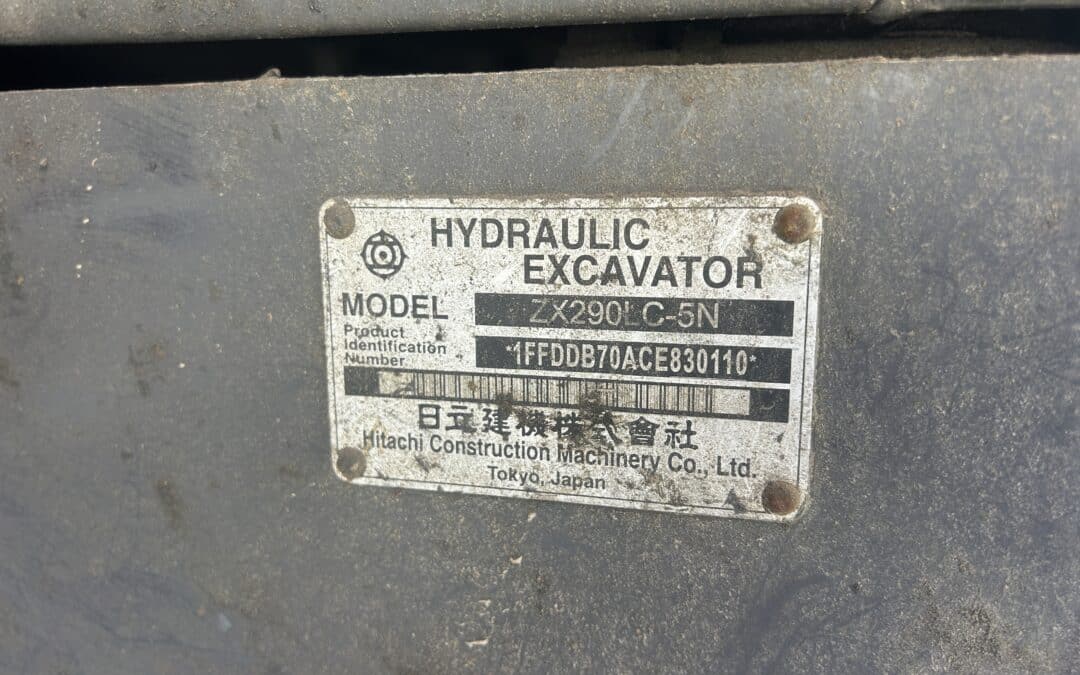 HYDRAULIC
EXCAVATOR
MODEL ZX290LC-5N
Product
Identification
Number *1FFDDB70ACE830110*
日立建機株式會社
Hitachi Construction Machinery Co., Ltd.
Tokyo, Japan